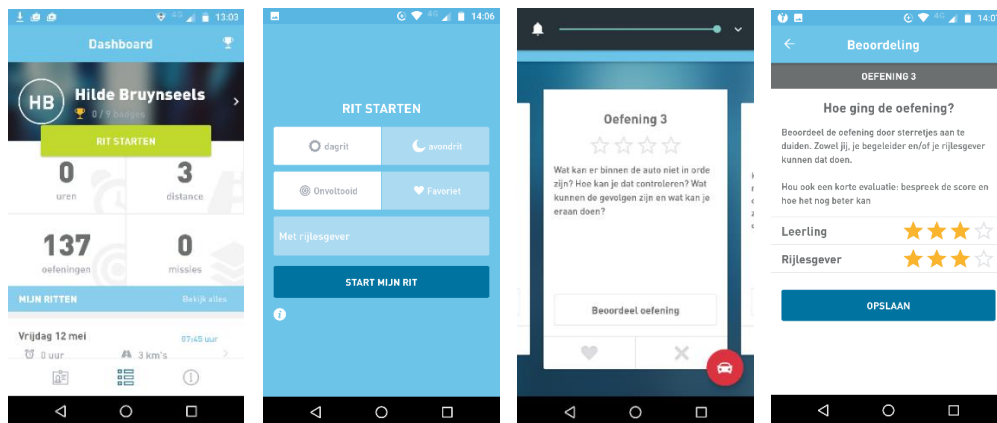 4G 13:03
Dashboard
HB
Hilde Bruynseels
0 / 9 badges
RIT STARTEN
0
uren
3
distance
137
oefeningen
0
missies
MIJN RITTEN
Bekijk alles
Vrijdag 12 mei
07:45 uur
0 uur
3 km's
4G 14:06
RIT STARTEN
dagrit
avondrit
Onvoltooid
Favoriet
Met rijlesgever
START MIJN RIT
Oefening 3
Wat kan er binnen de auto niet in orde
zijn? Hoe kan je dat controleren? Wat
kunnen de gevolgen zijn en wat kan je
eraan doen?
Beoordeel oefening
4G
Beoordeling
OEFENING 3
Hoe ging de oefening?
Beoordeel de oefening door sterretjes aan te
duiden. Zowel jij, je begeleider en/of je rijlesgever
kunnen dat doen.
Hou ook een korte evaluatie: bespreek de score en
hoe het nog beter kan
Leerling
Rijlesgever
OPSLAAN